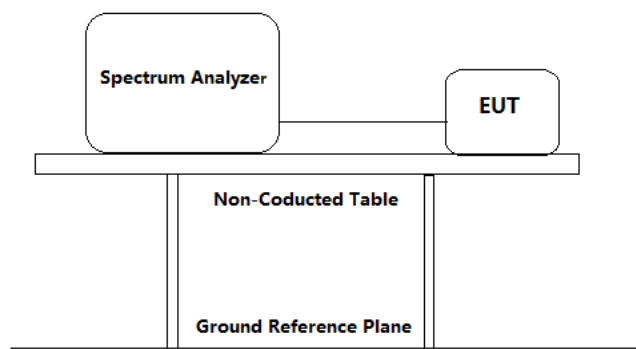 Spectrum Analyzer
EUT
Non-Coducted Table
Ground Reference Plane